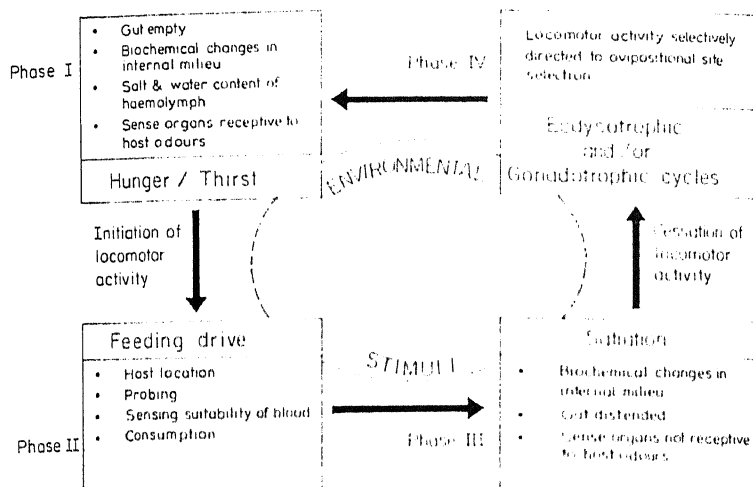 Phase I
• Gut empty
• Biochemical changes in
internal milieu
• Salt & water content of
haemolymph
• Sense organs receptive to
host odours
Hunger / Thirst
Phase IV
Locomotor activity selectively
directed to ovipositional site
selection
Ecdysotrophic
and /or
Gonadotrophic cycles
ENVIRONMENTAL
Initiation of
locomotor
activity
Cessation of
locomotor
activity
Feeding drive
• Host location
• Probing
• Sensing suitability of blood
• Consumption
Phase II
STIMULI
Phase III
Satiation
• Biochemical changes in
internal milieu
• Gut distended
• Sense organs not receptive
to host odours